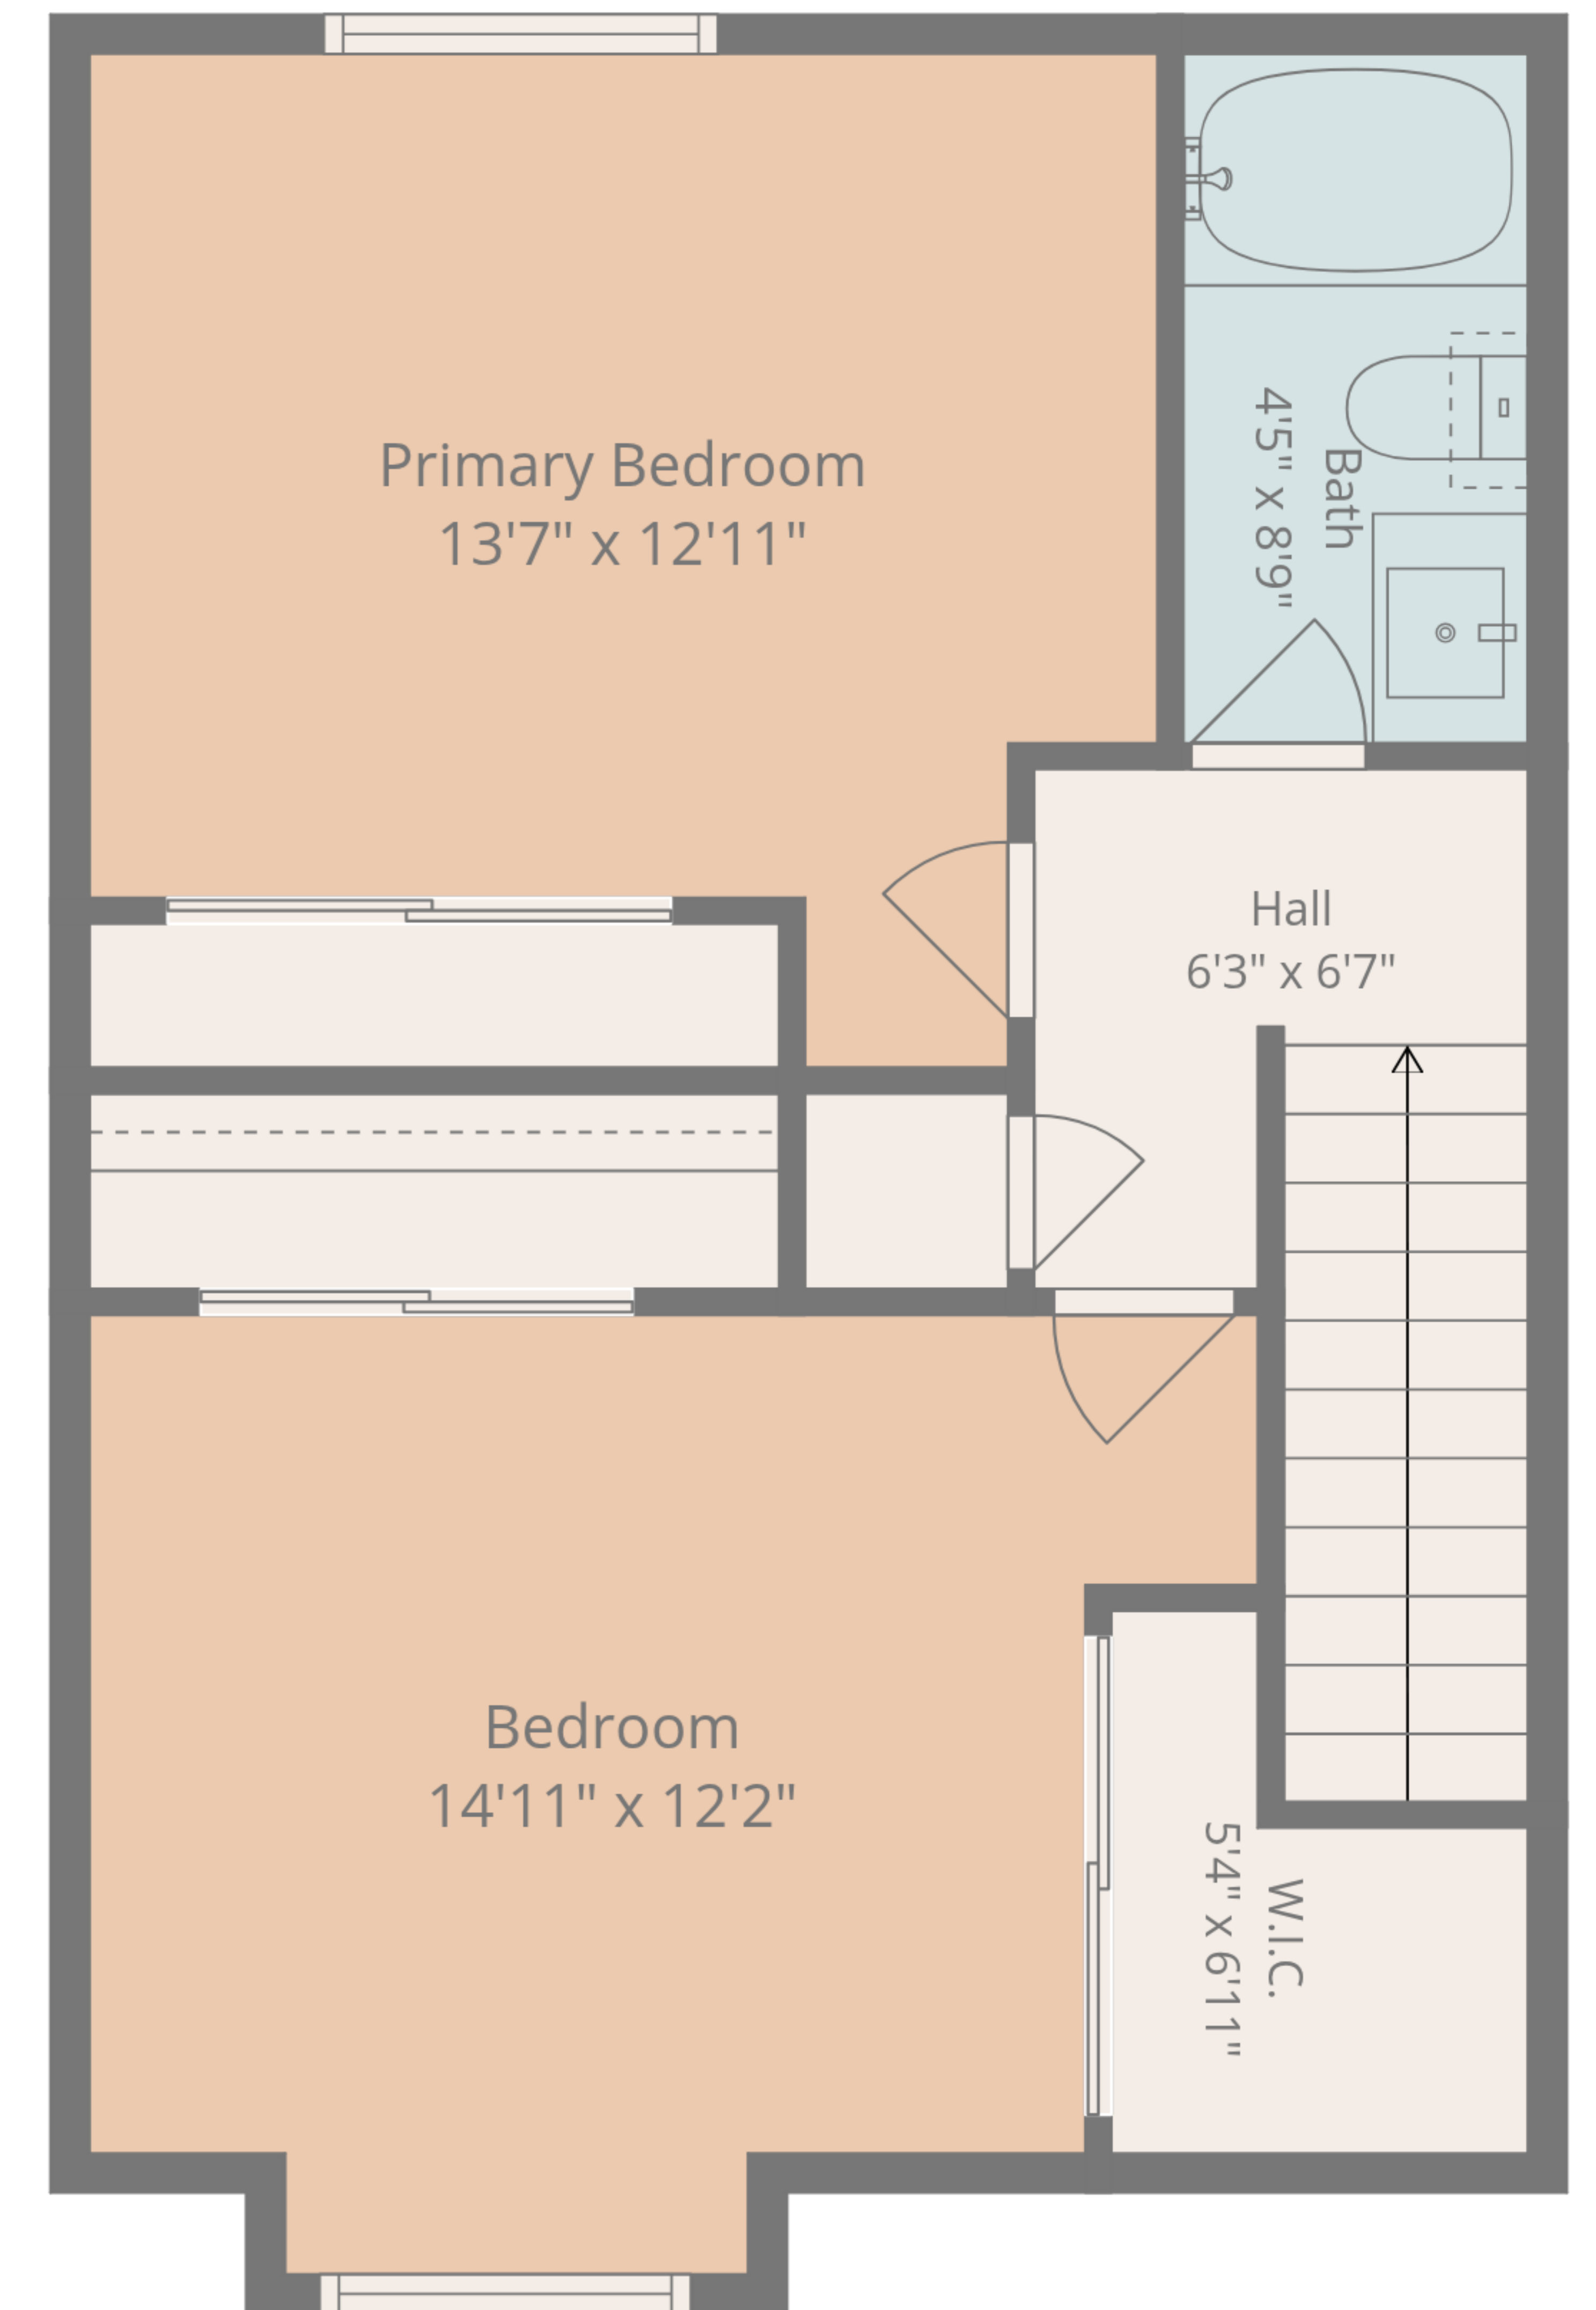 Primary Bedroom
13'7" x 12'11"
Bath
4'5" x 8'9"
Hall
6'3" x 6'7"
Bedroom
14'11" x 12'2"
W.I.C.
5'4" x 6'11"